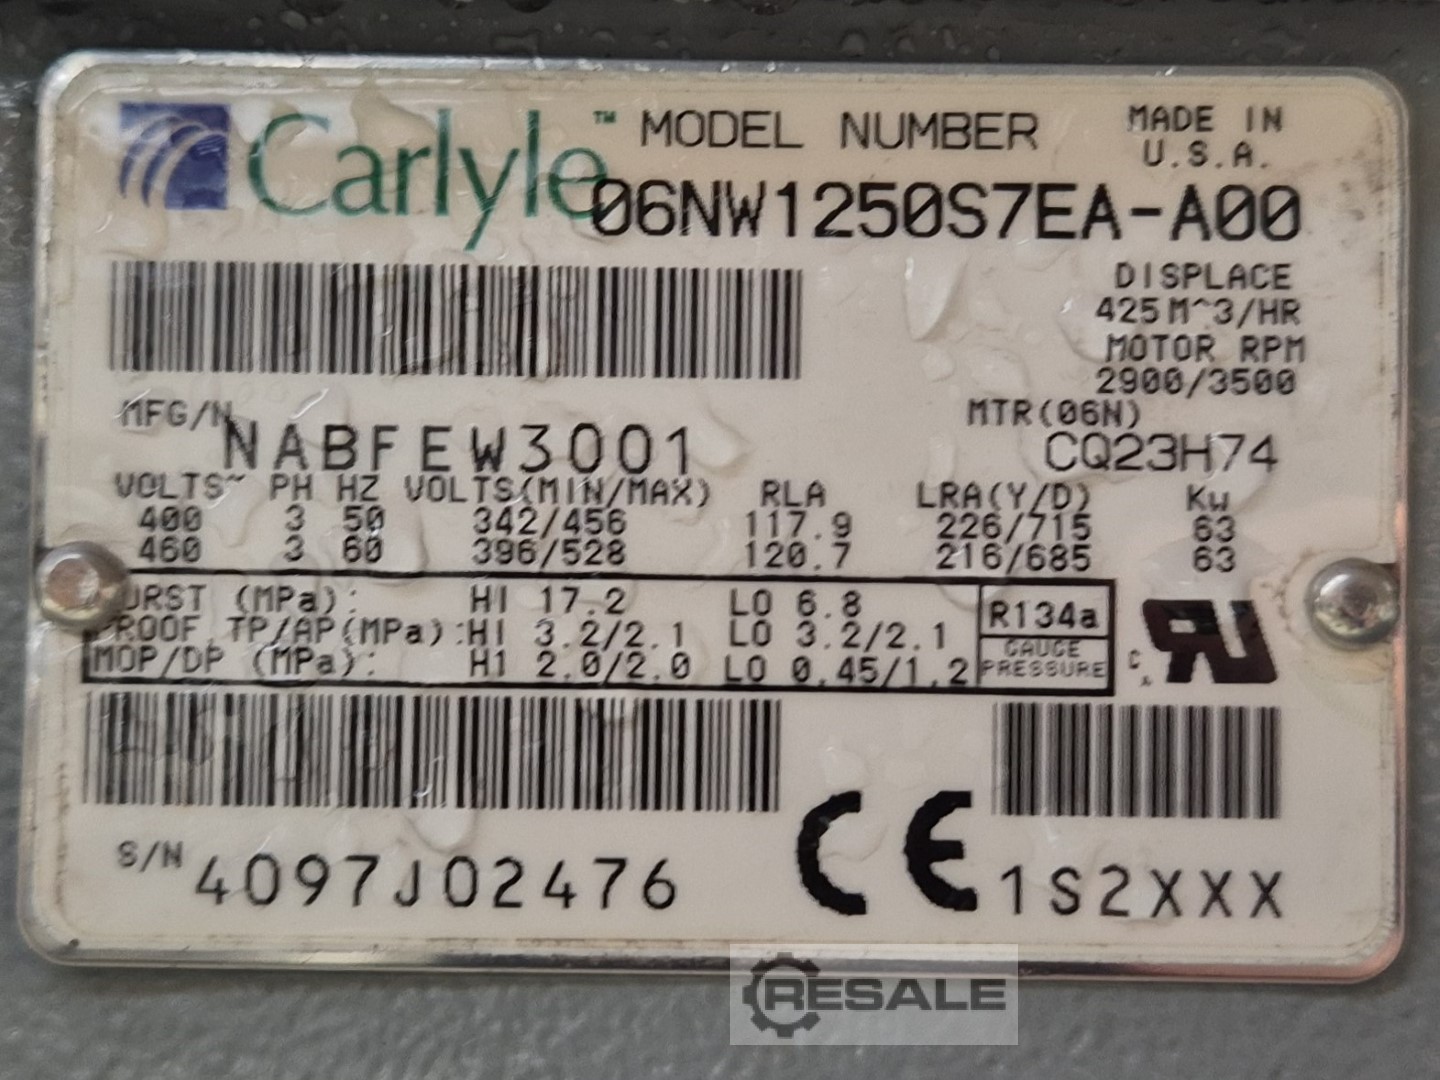 Carlyle™ MODEL NUMBER MADE IN
U.S.A.
06NW1250S7EA-A00
DISPLACE
425 M^3/HR
MOTOR RPM
2900/3500
MFG/N MTR(06N)
NABFEW3001 CQ23H74
VOLTS~ PH HZ VOLTS(MIN/MAX) RLA LRA(Y/D) Kw
400 3 50 342/456 117.9 226/715 63
460 3 60 396/528 120.7 216/685 63
BURST (MPa): HI 17.2 LO 6.8 R134a
PROOF TP/AP(MPa):HI 3.2/2.1 LO 3.2/2.1 GAUGE
MOP/DP (MPa): HI 2.0/2.0 LO 0.45/1.2 PRESSURE
S/N 4097J02476 CE 1S2XXX
RESALE